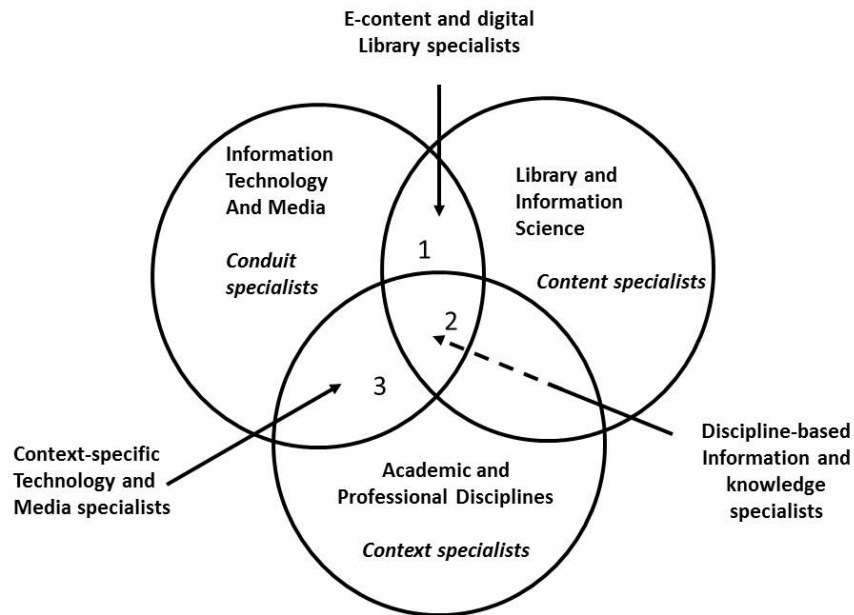 E-content and digital
Library specialists
Information
Technology
And Media
Conduit
specialists
Library and
Information
Science
Content specialists
1
2
3
Context-specific
Technology and
Media specialists
Academic and
Professional Disciplines
Context specialists
Discipline-based
Information and
knowledge
specialists